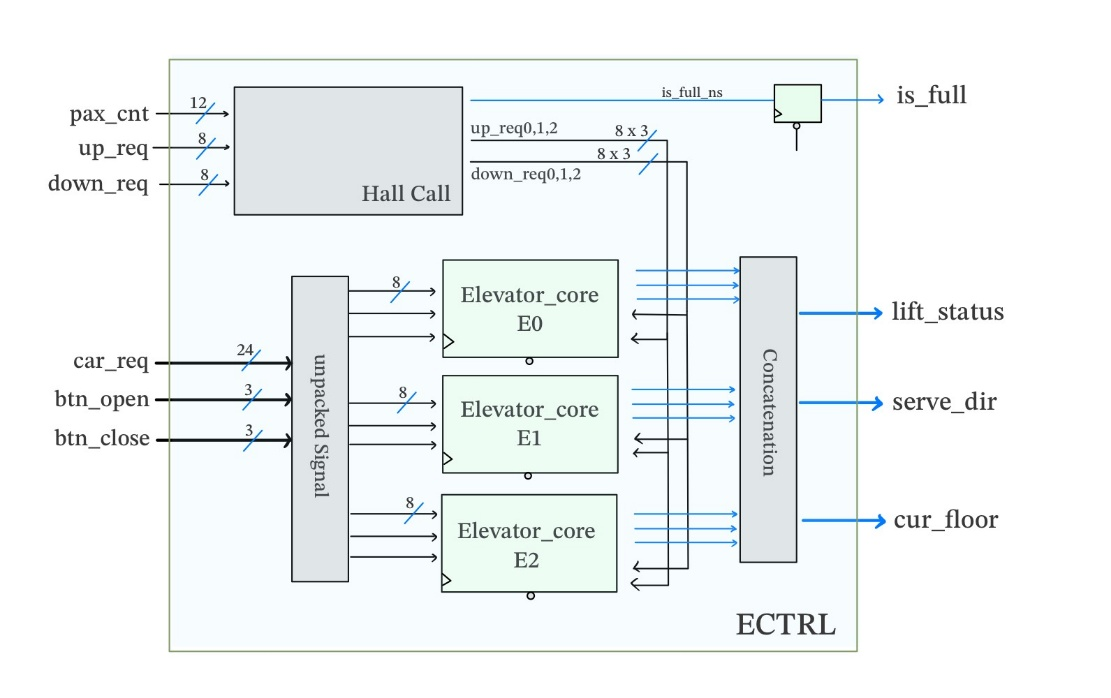 pax_cnt
12
up_req
8
down_req
8
Hall Call
is_full_ns
is_full
up_req0,1,2
8 x 3
8 x 3
down_req0,1,2
car_req
24
btn_open
3
btn_close
3
unpacked Signal
8
Elevator_core
E0
8
Elevator_core
E1
8
Elevator_core
E2
Concatenation
lift_status
serve_dir
cur_floor
ECTRL